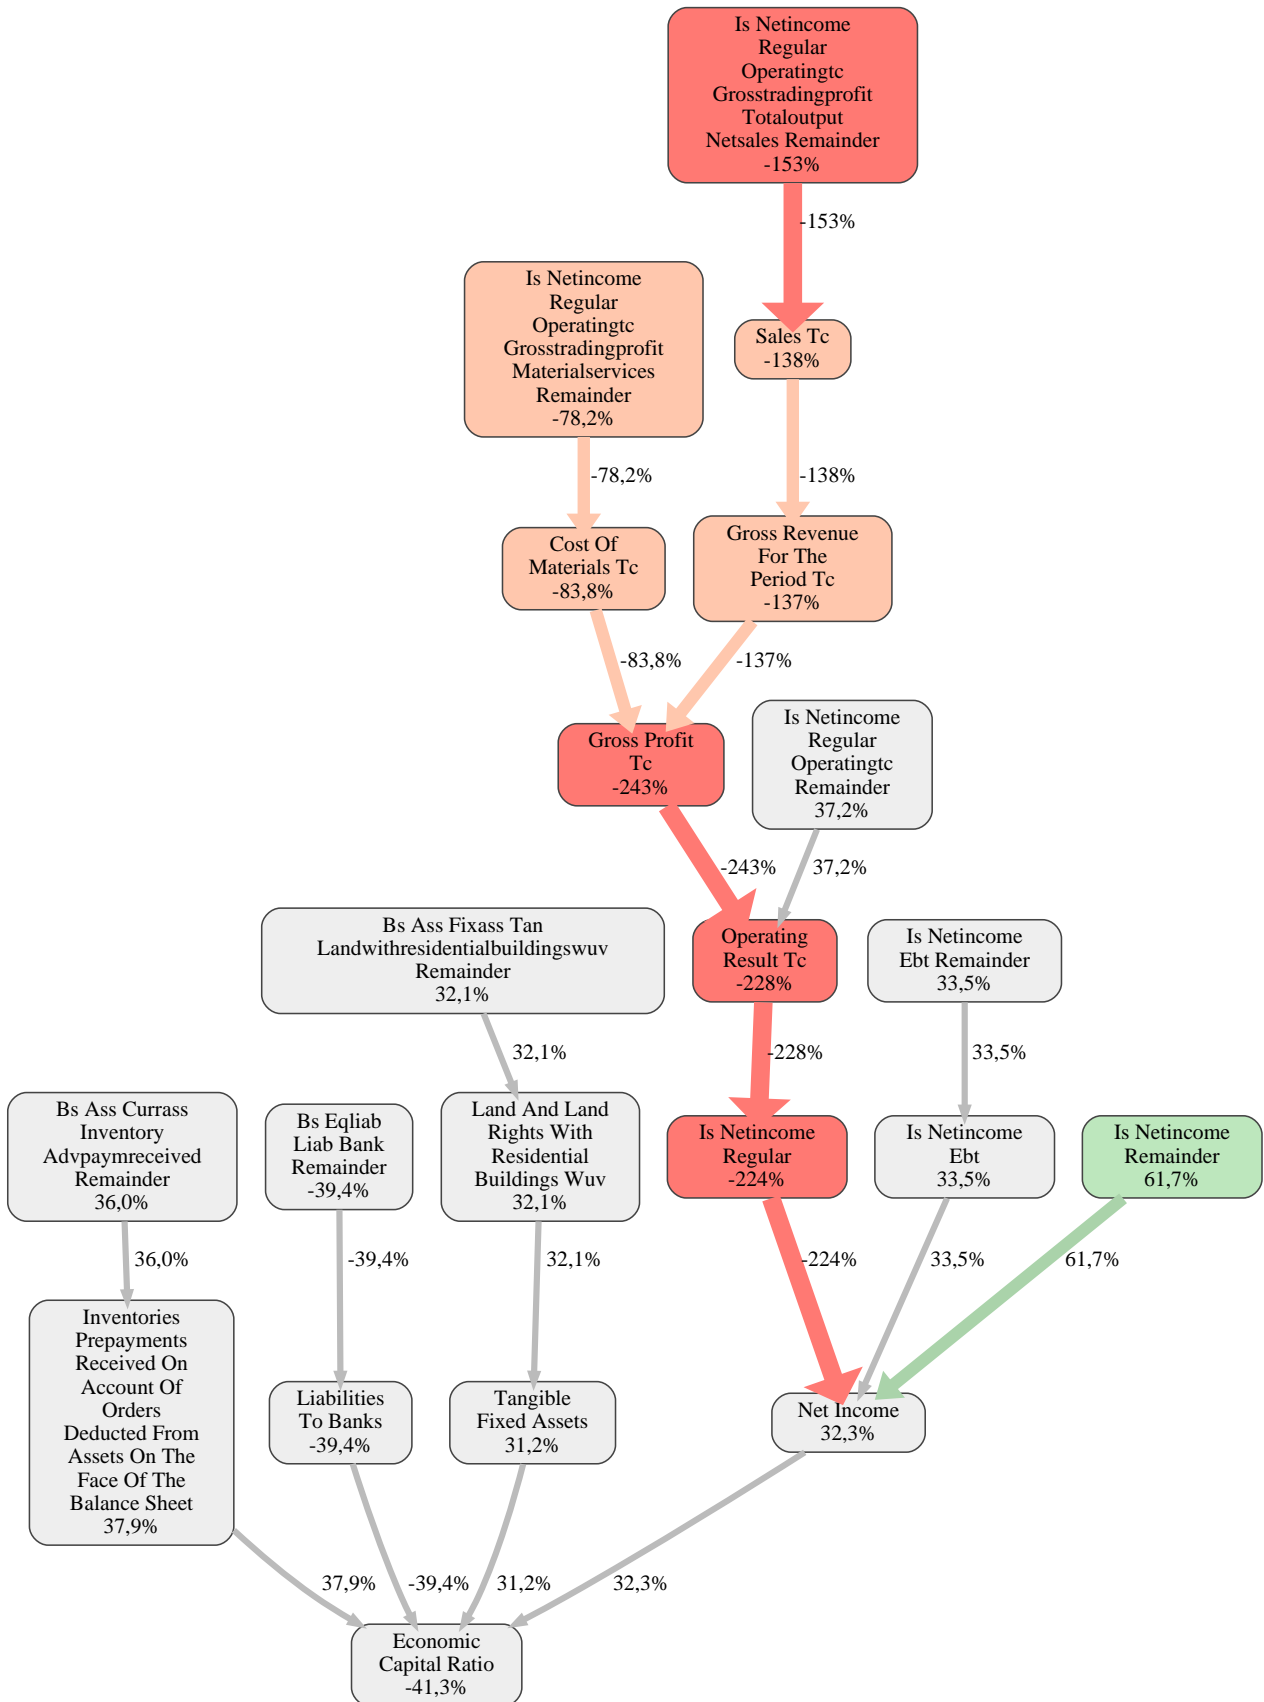 Is Netincome
Regular
Operatingtc
Grosstradingprofit
Totaloutput
Netsales Remainder
-153%
-153%
Is Netincome
Regular
Operatingtc
Grosstradingprofit
Materialservices
Remainder
-78,2%
Sales Tc
-138%
-78,2%
-138%
Cost Of
Materials Tc
-83,8%
Gross Revenue
For The
Period Tc
-137%
-83,8%
-137%
Gross Profit
Tc
-243%
Is Netincome
Regular
Operatingtc
Remainder
37,2%
-243%
37,2%
Bs Ass Fixass Tan
Landwithresidentialbuildingswuv
Remainder
32,1%
Operating
Result Tc
-228%
Is Netincome
Ebt Remainder
33,5%
32,1%
-228%
33,5%
Bs Ass Currass
Inventory
Advpaymreceived
Remainder
36,0%
Bs Eqliab
Liab Bank
Remainder
-39,4%
Land And Land
Rights With
Residential
Buildings Wuv
32,1%
Is Netincome
Regular
-224%
Is Netincome
Ebt
33,5%
Is Netincome
Remainder
61,7%
36,0%
-39,4%
32,1%
-224%
33,5%
61,7%
Inventories
Prepayments
Received On
Account Of
Orders
Deducted From
Assets On The
Face Of The
Balance Sheet
37,9%
Liabilities
To Banks
-39,4%
Tangible
Fixed Assets
31,2%
Net Income
32,3%
37,9%
-39,4%
31,2%
32,3%
Economic
Capital Ratio
-41,3%